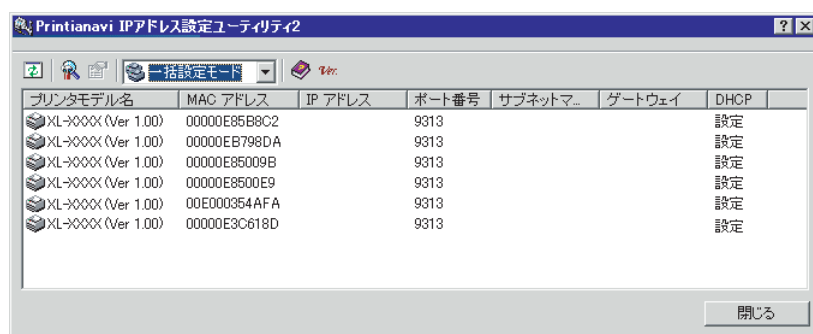 Printianavi IPアドレス設定ユーティリティ2
一括設定モード Ver.
プリンタモデル名 MAC アドレス IP アドレス ポート番号 サブネットマ... ゲートウェイ DHCP
XL-XXXX (Ver 1.00) 00000E85B8C2 9313 設定
XL-XXXX (Ver 1.00) 00000EB798DA 9313 設定
XL-XXXX (Ver 1.00) 00000E85009B 9313 設定
XL-XXXX (Ver 1.00) 00000E8500E9 9313 設定
XL-XXXX (Ver 1.00) 00E000354AFA 9313 設定
XL-XXXX (Ver 1.00) 00000E3C618D 9313 設定
閉じる